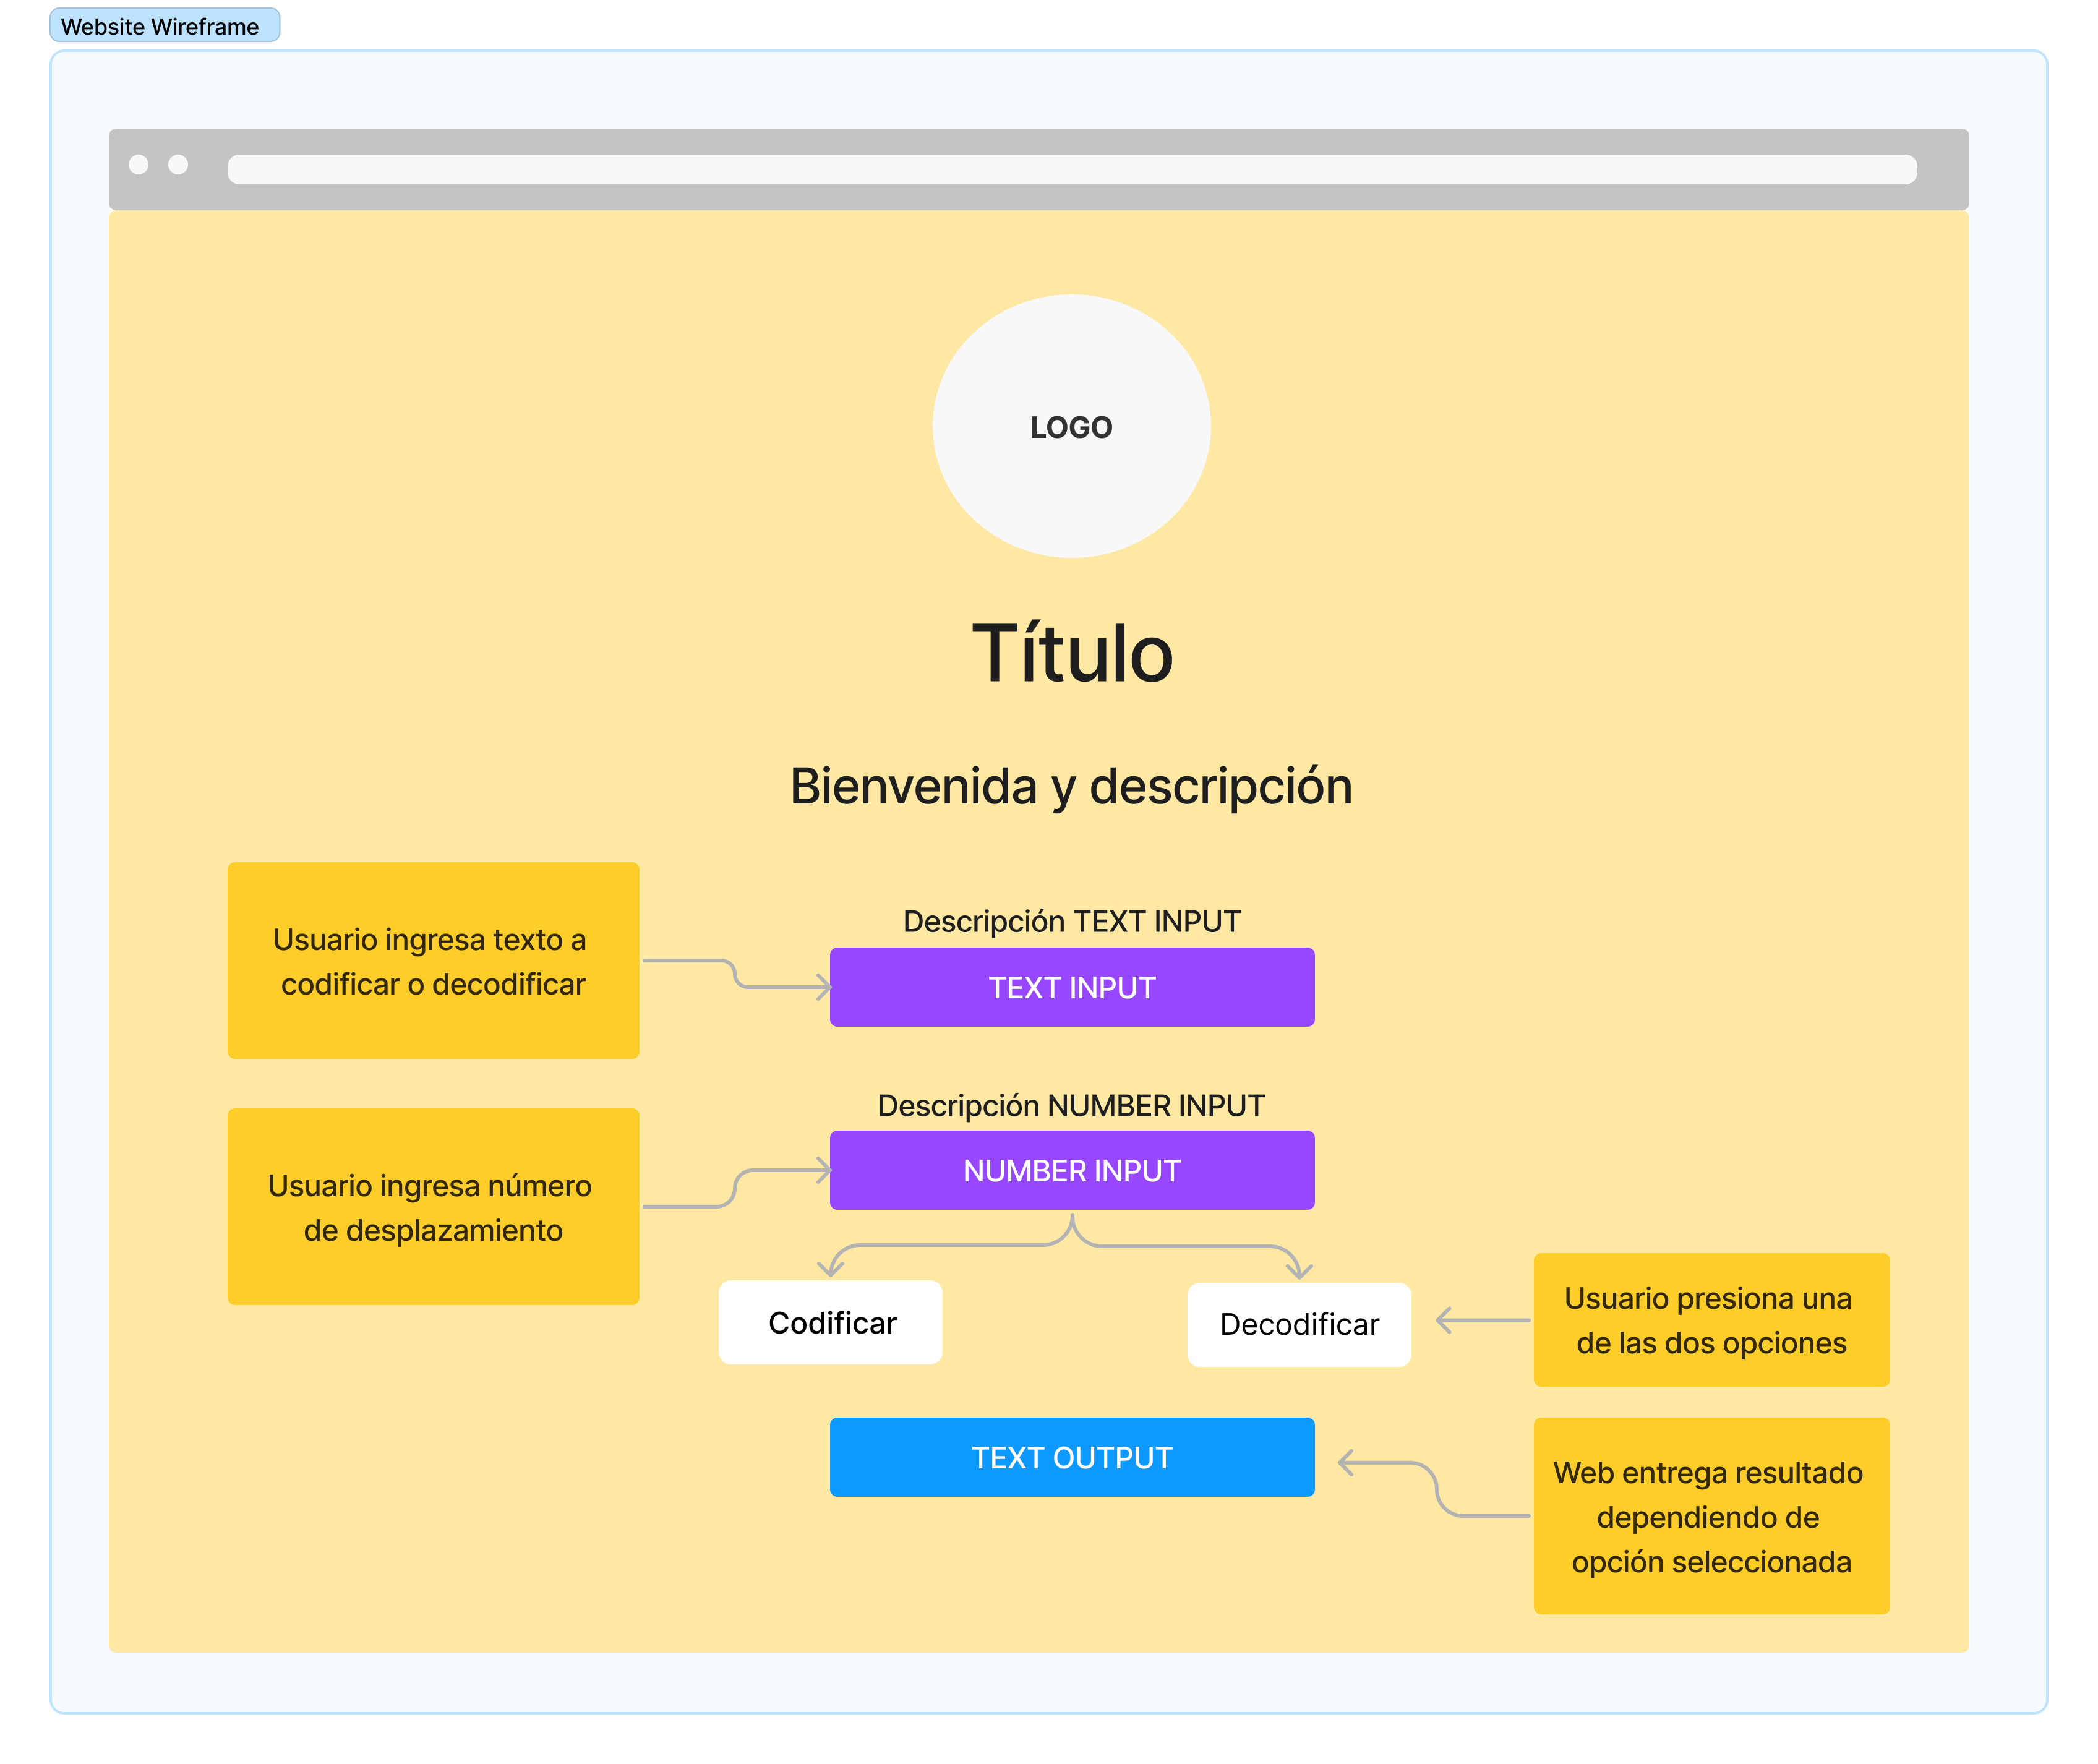 Website Wireframe
LOGO
Título
Bienvenida y descripción
Usuario ingresa texto a
codificar o decodificar
Descripción TEXT INPUT
TEXT INPUT
Usuario ingresa número
de desplazamiento
Descripción NUMBER INPUT
NUMBER INPUT
Codificar
Decodificar
Usuario presiona una
de las dos opciones
TEXT OUTPUT
Web entrega resultado
dependiendo de
opción seleccionada